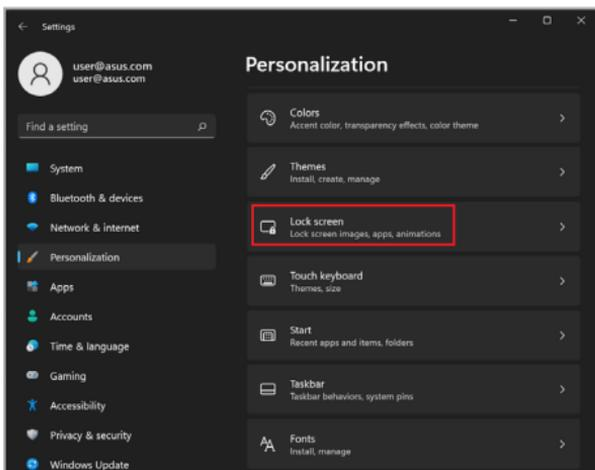 Settings
user@asus.com
user@asus.com
Find a setting
System
Bluetooth & devices
Network & internet
Personalization
Apps
Accounts
Time & language
Gaming
Accessibility
Privacy & security
Windows Update
Personalization
Colors
Accent color, transparency effects, color theme
Themes
Install, create, manage
Lock screen
Lock screen images, apps, animations
Touch keyboard
Themes, size
Start
Recent apps and items, folders
Taskbar
Taskbar behaviors, system pins
Fonts
Install, manage